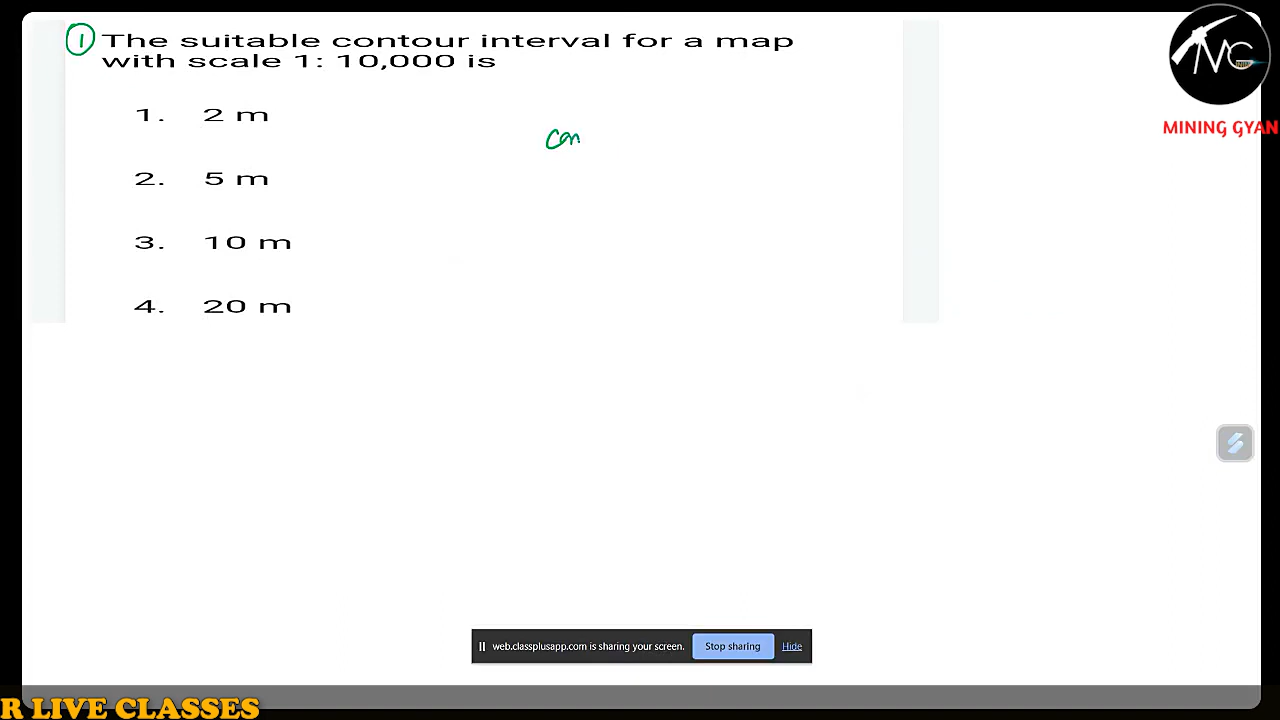 1 The suitable contour interval for a map
with scale 1: 10,000 is
1. 2 m
con
2. 5 m
3. 10 m
4. 20 m
MG
MINING GYAN
web.classplusapp.com is sharing your screen. Stop sharing Hide
R LIVE CLASSES